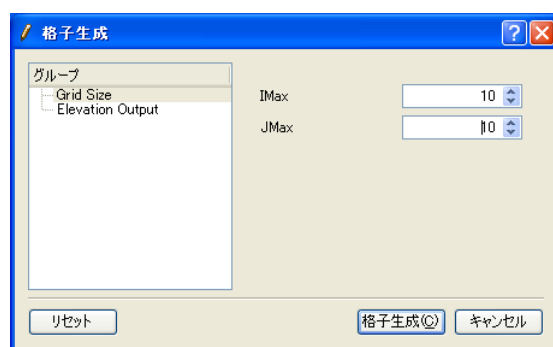 格子生成
グループ
Grid Size
Elevation Output
IMax 10
JMax 10
リセット 格子生成(C) キャンセル